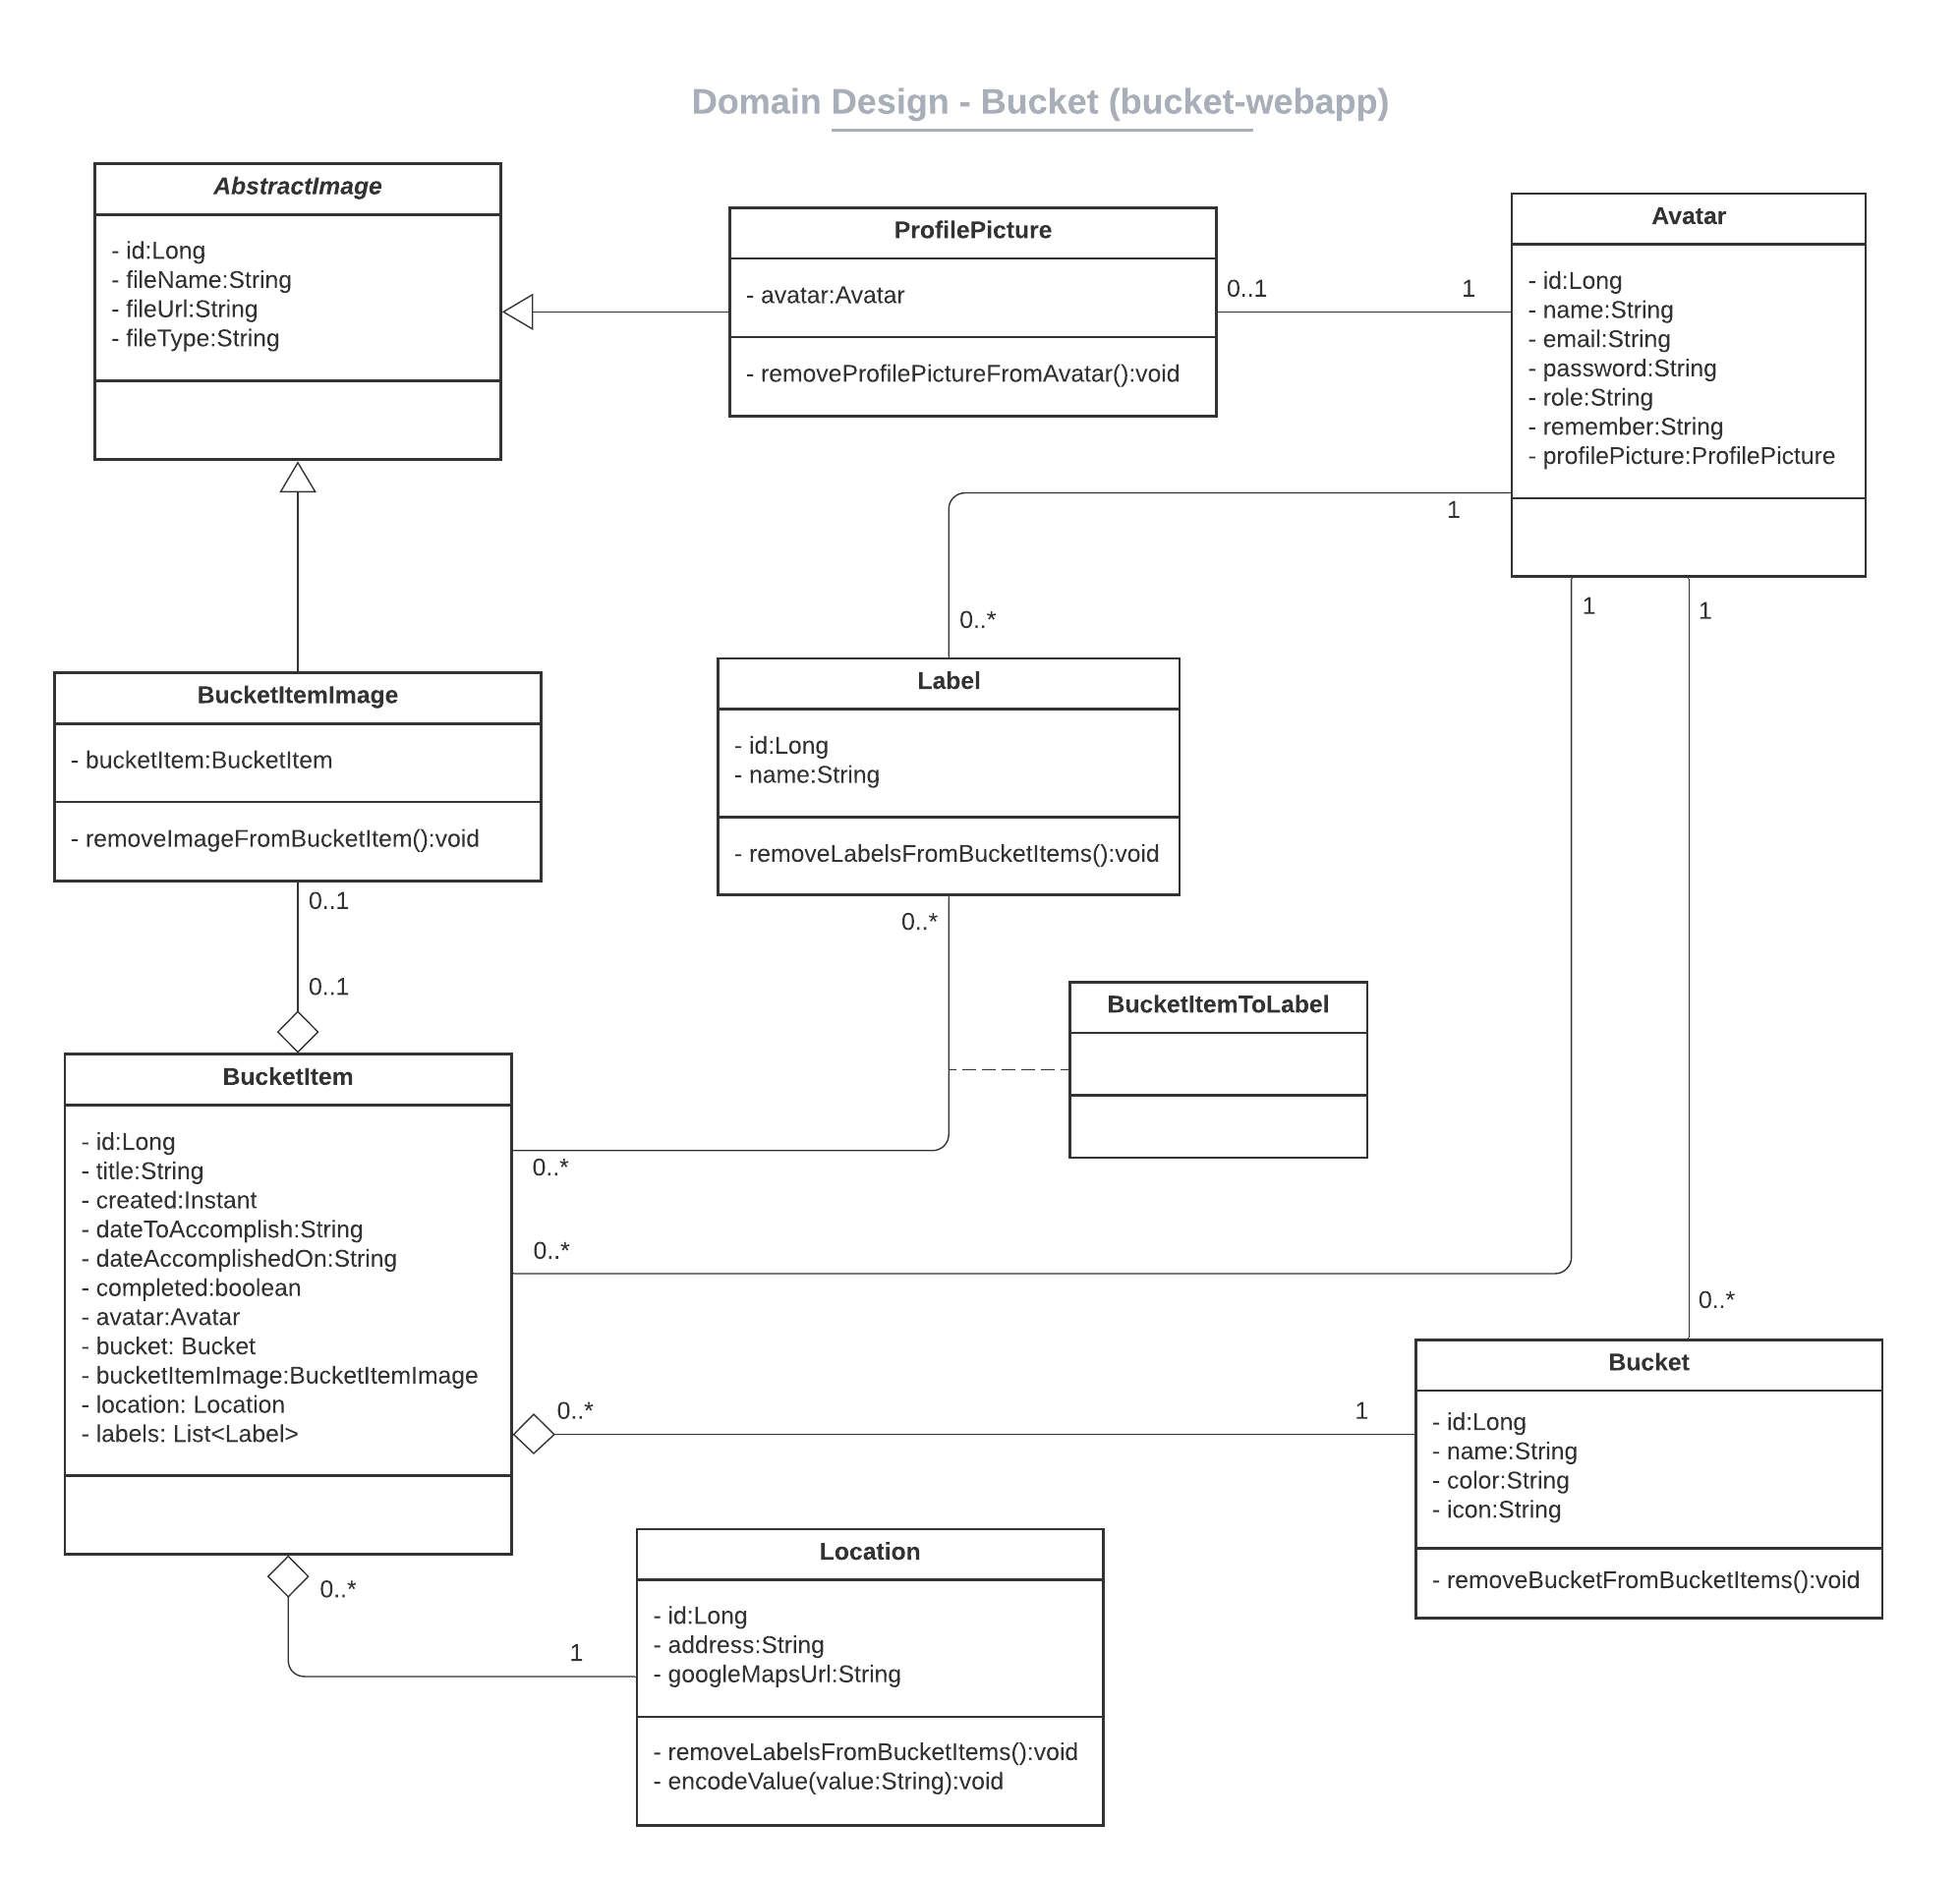 Domain Design - Bucket (bucket-webapp)
AbstractImage
- id:Long
- fileName:String
- fileUrl:String
- fileType:String
ProfilePicture
- avatar:Avatar
- removeProfilePictureFromAvatar():void
0..1
1
Avatar
- id:Long
- name:String
- email:String
- password:String
- role:String
- remember:String
- profilePicture:ProfilePicture
1
0..*
1
1
BucketItemImage
- bucketItem:BucketItem
- removeImageFromBucketItem():void
0..1
0..1
Label
- id:Long
- name:String
- removeLabelsFromBucketItems():void
0..*
BucketItemToLabel
BucketItem
- id:Long
- title:String
- created:Instant
- dateToAccomplish:String
- dateAccomplishedOn:String
- completed:boolean
- avatar:Avatar
- bucket: Bucket
- bucketItemImage:BucketItemImage
- location: Location
- labels: List<Label>
0..*
0..*
0..*
0..*
1
Bucket
- id:Long
- name:String
- color:String
- icon:String
- removeBucketFromBucketItems():void
0..*
1
Location
- id:Long
- address:String
- googleMapsUrl:String
- removeLabelsFromBucketItems():void
- encodeValue(value:String):void